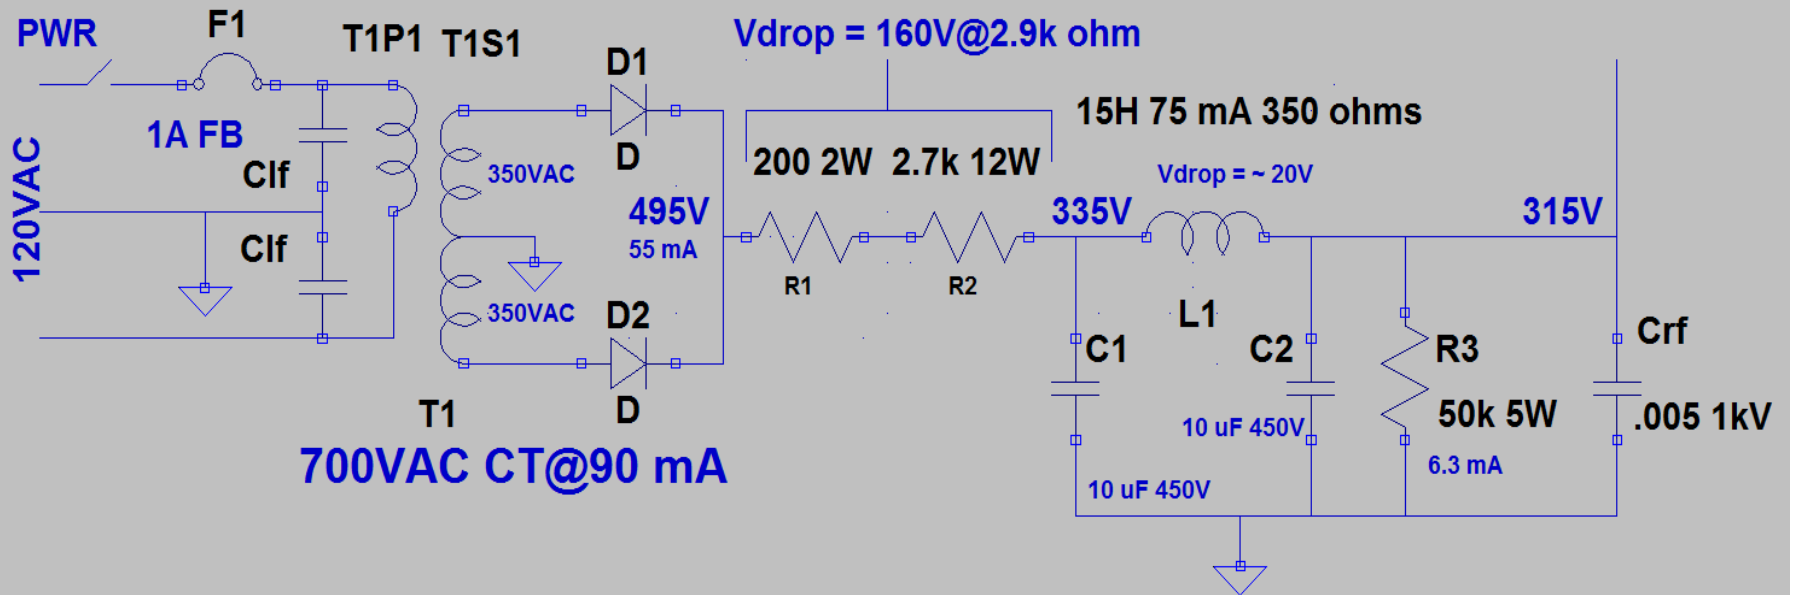 PWR
F1
T1P1
T1S1
Vdrop = 160V@2.9k ohm
D1
15H 75 mA 350 ohms
1A FB
D
200 2W
2.7k 12W
Clf
350VAC
Vdrop = ~ 20V
120VAC
495V
335V
315V
55 mA
Clf
R1
R2
350VAC
D2
L1
C1
C2
R3
Crf
T1
D
10 uF 450V
50k 5W
.005 1kV
700VAC CT@90 mA
6.3 mA
10 uF 450V